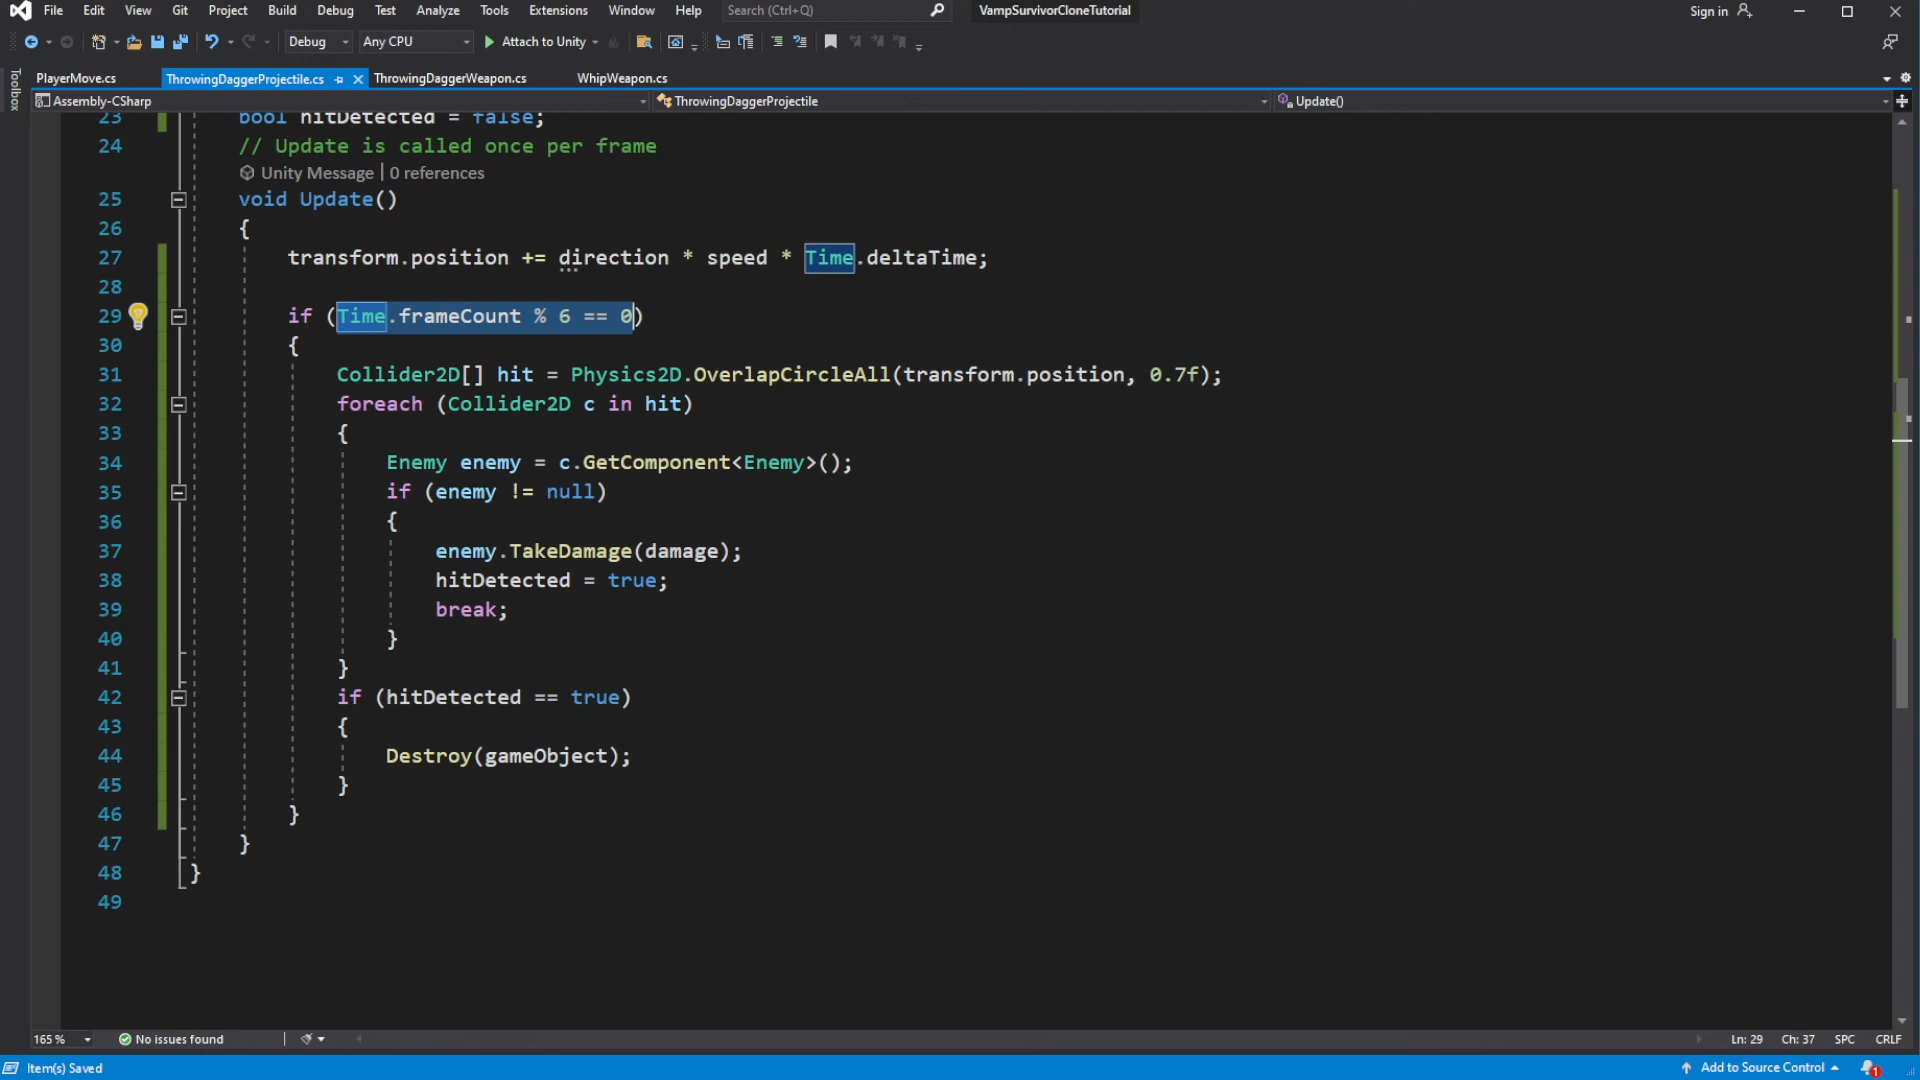 File Edit View Git Project Build Debug Test Analyze Tools Extensions Window Help Search (Ctrl+Q) VampSurvivorCloneTutorial Sign in
Debug Any CPU Attach to Unity
Toolbox
PlayerMove.cs ThrowingDaggerProjectile.cs ThrowingDaggerWeapon.cs WhipWeapon.cs
Assembly-CSharp ThrowingDaggerProjectile Update()
23 bool hitDetected = false;
24 // Update is called once per frame
Unity Message | 0 references
25 void Update()
26 {
27 transform.position += direction * speed * Time.deltaTime;
28
29 if (Time.frameCount % 6 == 0)
30 {
31 Collider2D[] hit = Physics2D.OverlapCircleAll(transform.position, 0.7f);
32 foreach (Collider2D c in hit)
33 {
34 Enemy enemy = c.GetComponent<Enemy>();
35 if (enemy != null)
36 {
37 enemy.TakeDamage(damage);
38 hitDetected = true;
39 break;
40 }
41 }
42 if (hitDetected == true)
43 {
44 Destroy(gameObject);
45 }
46 }
47 }
48 }
49
165 % No issues found Ln: 29 Ch: 37 SPC CRLF
Item(s) Saved Add to Source Control 1